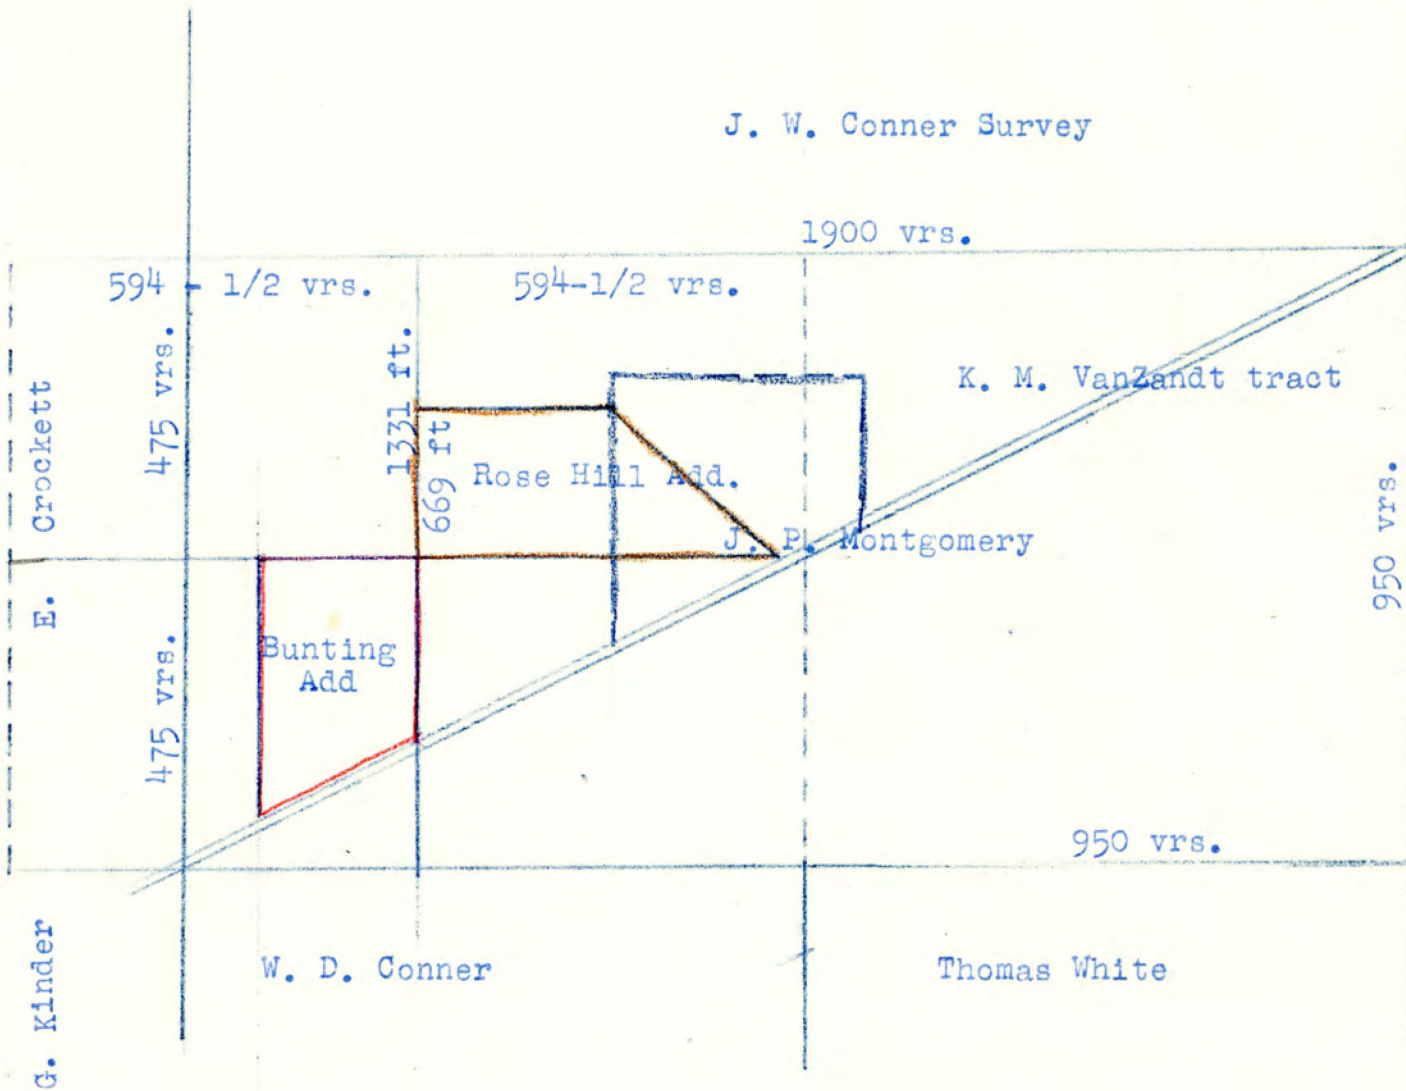 J. W. Conner Survey
1900 vrs.
594 - 1/2 vrs.
594-1/2 vrs.
475 vrs.
1331 ft.
669 ft
K. M. VanZandt tract
E. Crockett
Rose Hill Add.
J. P. Montgomery
950 vrs.
475 vrs.
Bunting
Add
950 vrs.
G. Kinder
W. D. Conner
Thomas White